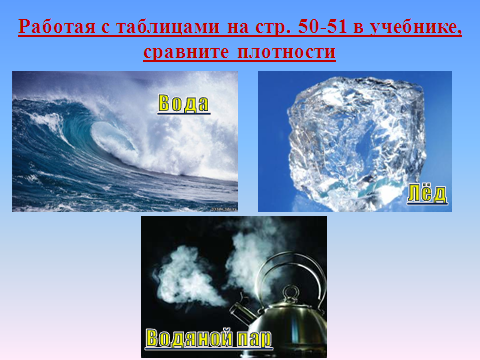 Работая с таблицами на стр. 50-51 в учебнике,
сравните плотности
Вода
Лёд
Водяной пар